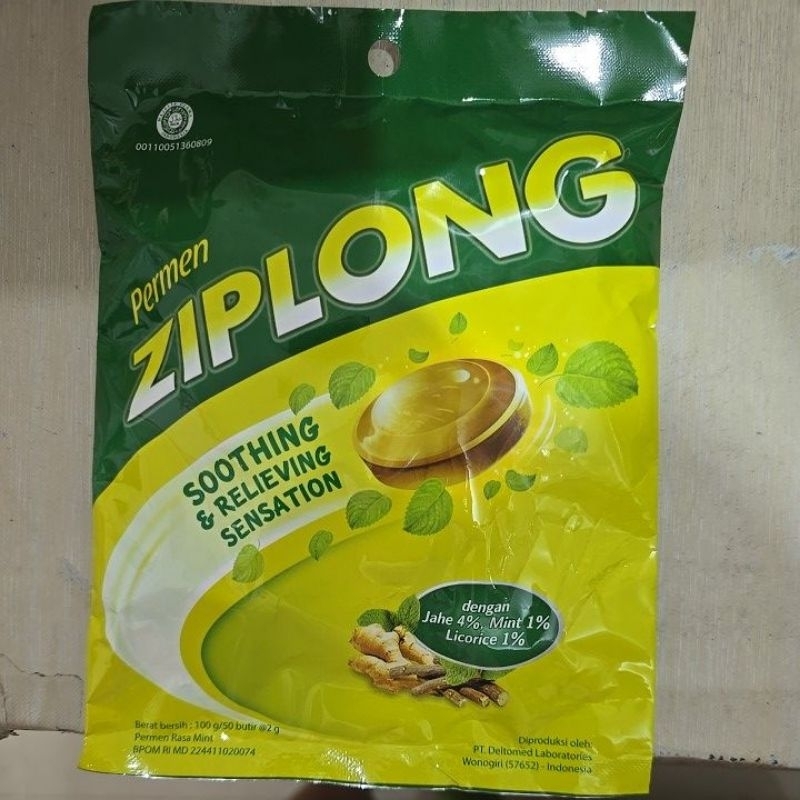 00110051360809
Permen
ZIPLONG
SOOTHING
& RELIEVING
SENSATION
dengan
Jahe 4%, Mint 1%
Licorice 1%
Berat bersih : 100 g/50 butir @2 g
Permen Rasa Mint
BPOM RI MD 224411020074
Diproduksi oleh:
PT. Deltomed Laboratories
Wonogiri (57652) - Indonesia